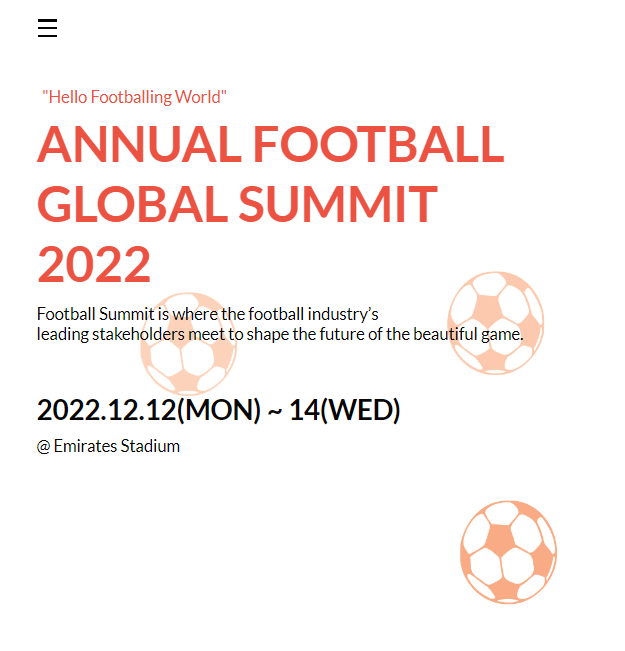 "Hello Footballing World"
ANNUAL FOOTBALL
GLOBAL SUMMIT
2022
Football Summit is where the football industry’s
leading stakeholders meet to shape the future of the beautiful game.
2022.12.12(MON) ~ 14(WED)
@ Emirates Stadium